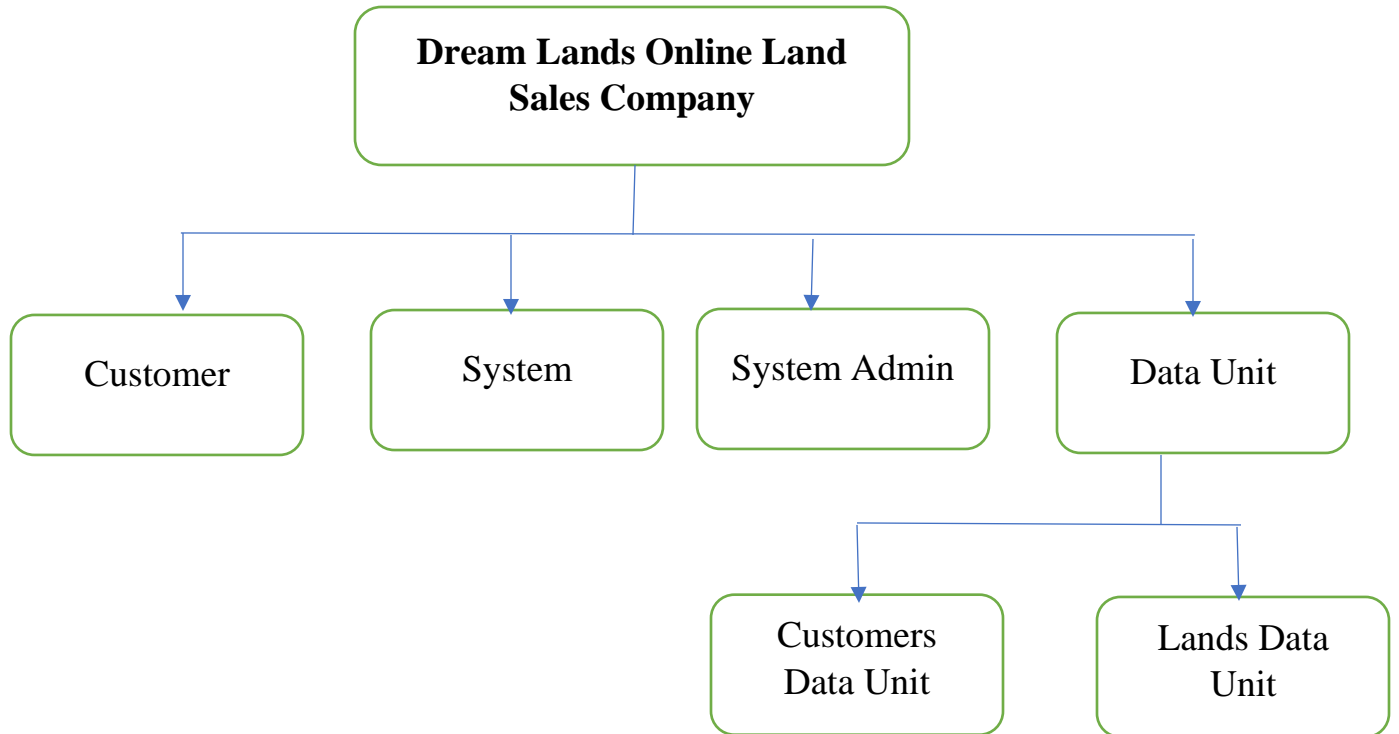 Dream Lands Online Land
Sales Company
Customer
System
System Admin
Data Unit
Customers
Data Unit
Lands Data
Unit